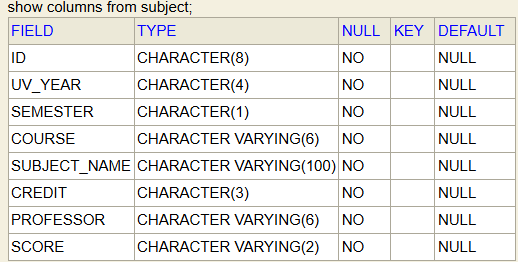 show columns from subject;
FIELD TYPE NULL KEY DEFAULT
ID CHARACTER(8) NO NULL
UV_YEAR CHARACTER(4) NO NULL
SEMESTER CHARACTER(1) NO NULL
COURSE CHARACTER VARYING(6) NO NULL
SUBJECT_NAME CHARACTER VARYING(100) NO NULL
CREDIT CHARACTER(3) NO NULL
PROFESSOR CHARACTER VARYING(6) NO NULL
SCORE CHARACTER VARYING(2) NO NULL